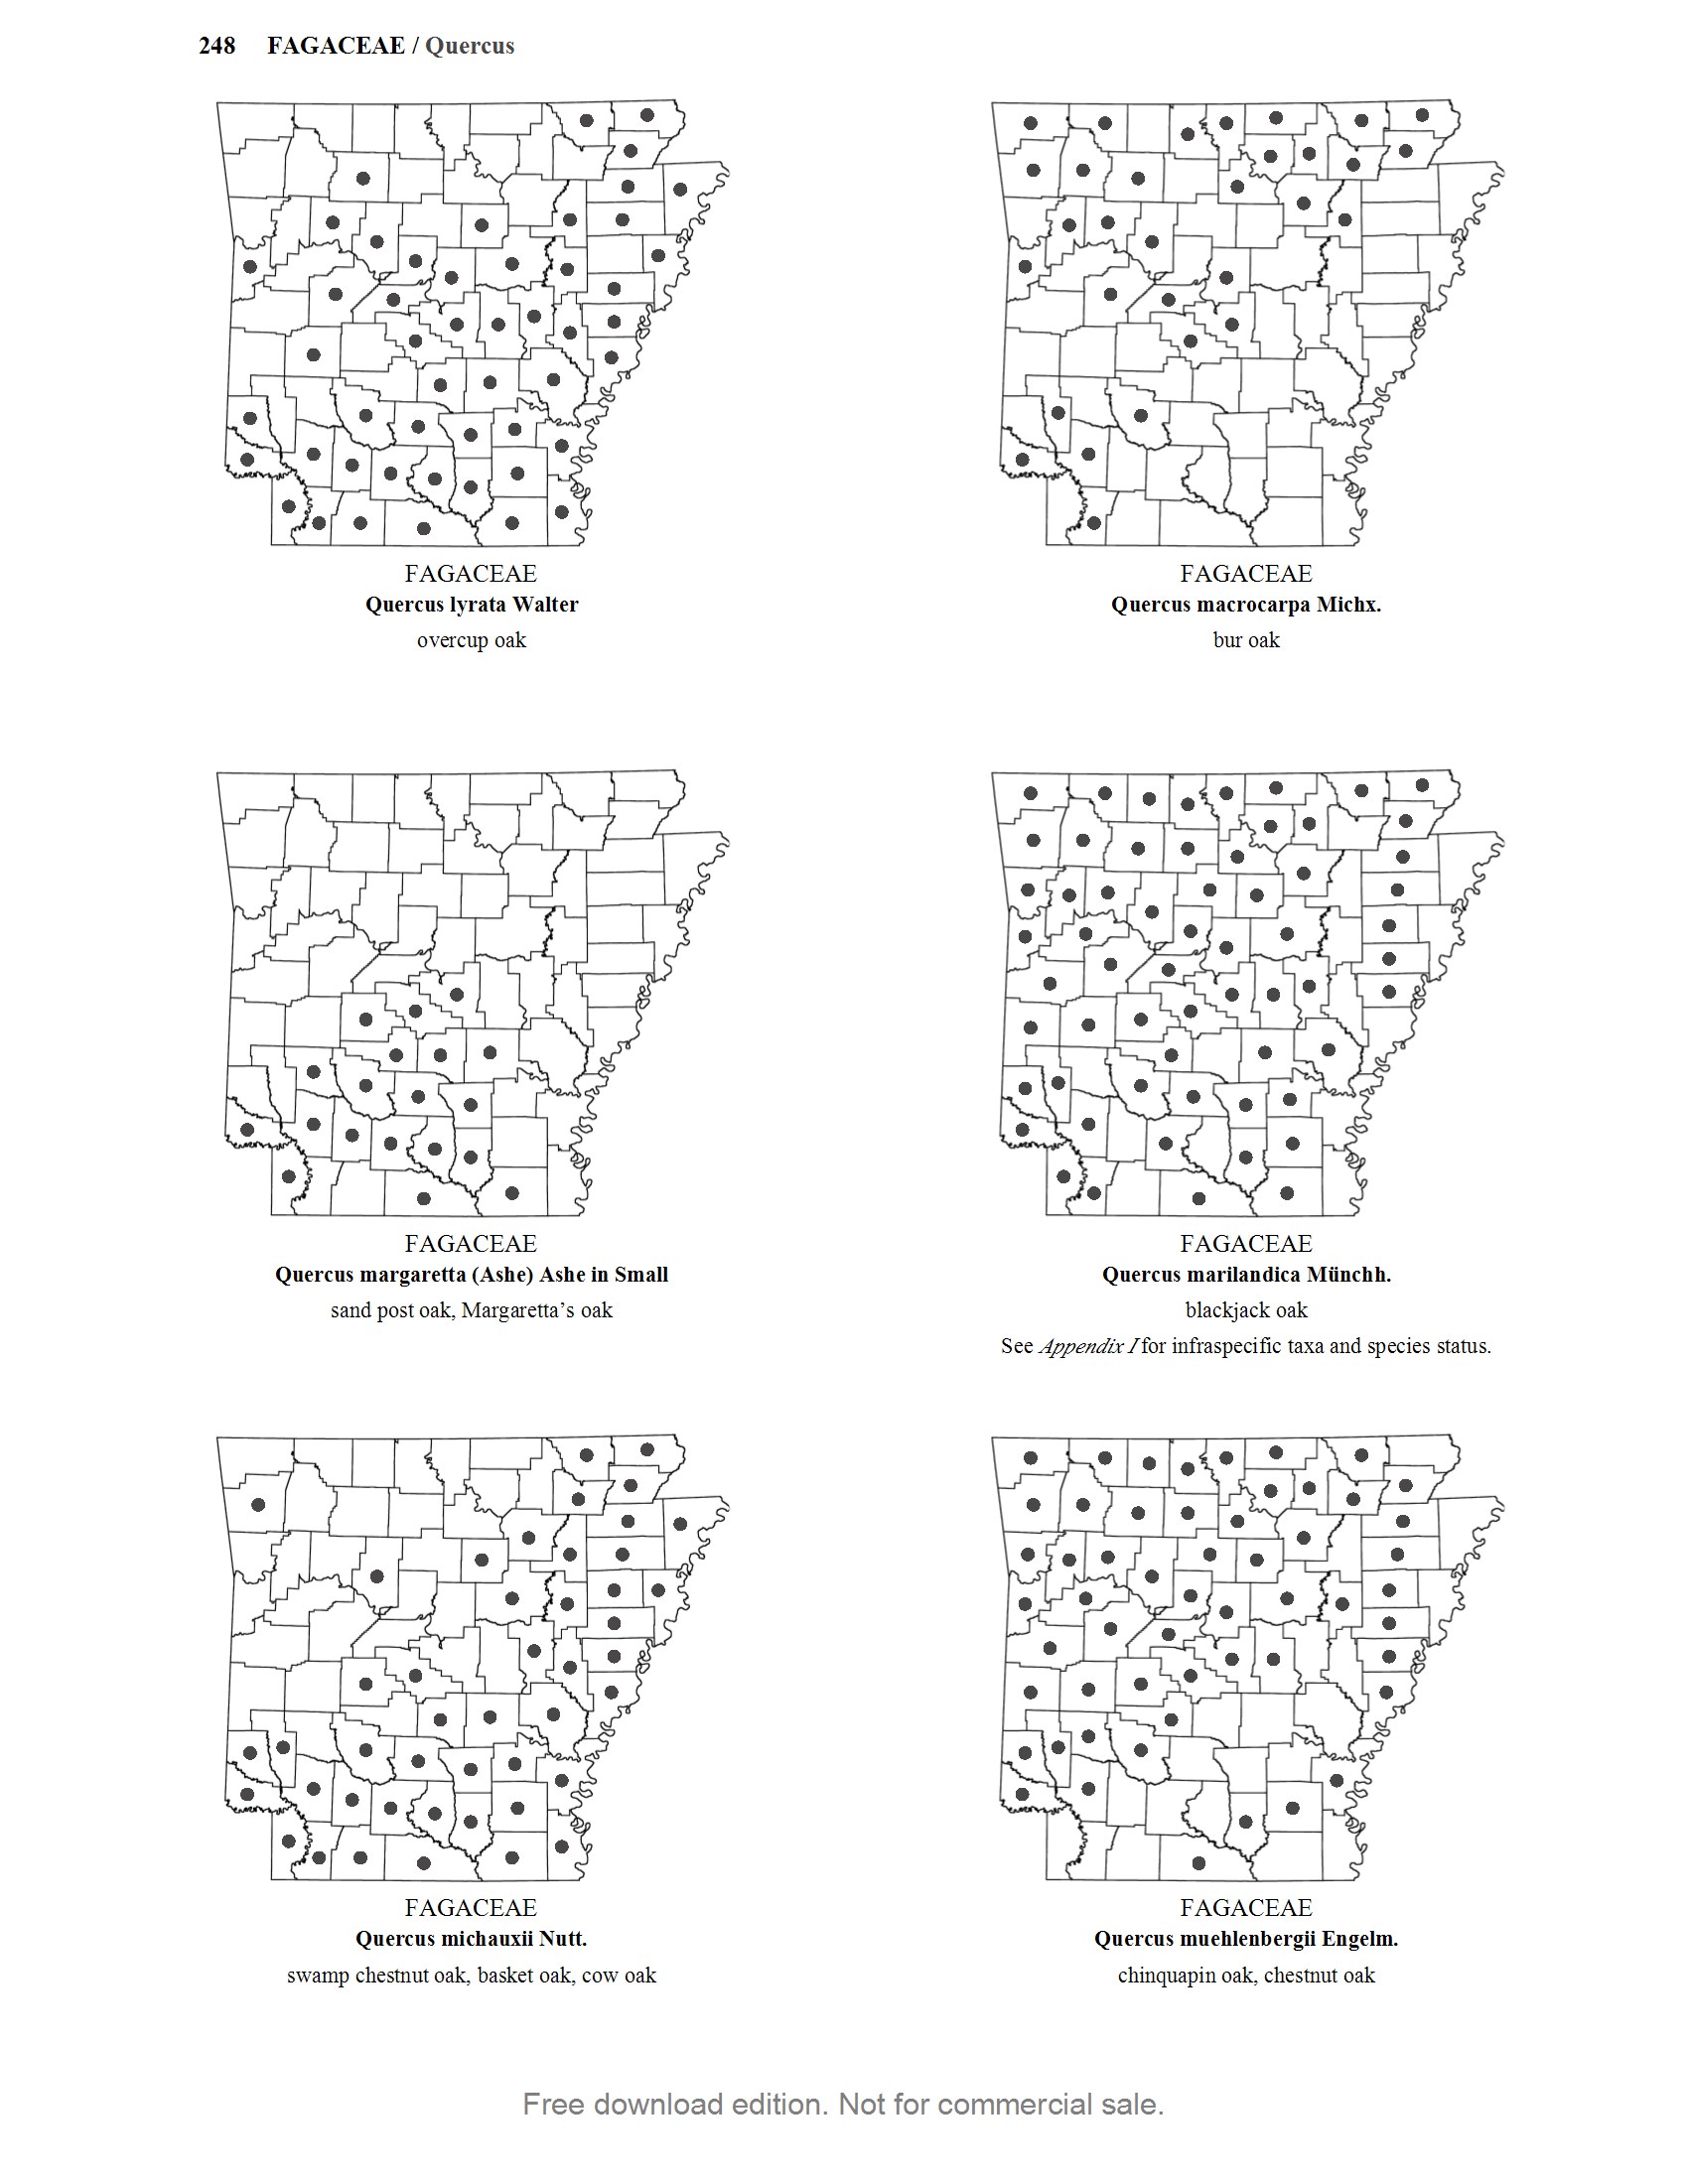 248 FAGACEAE / Quercus
FAGACEAE
Quercus lyrata Walter
overcup oak
FAGACEAE
Quercus macrocarpa Michx.
bur oak
FAGACEAE
Quercus margaretta (Ashe) Ashe in Small
sand post oak, Margaretta’s oak
FAGACEAE
Quercus marilandica Münchh.
blackjack oak
See Appendix I for infraspecific taxa and species status.
FAGACEAE
Quercus michauxii Nutt.
swamp chestnut oak, basket oak, cow oak
FAGACEAE
Quercus muehlenbergii Engelm.
chinquapin oak, chestnut oak
Free download edition. Not for commercial sale.